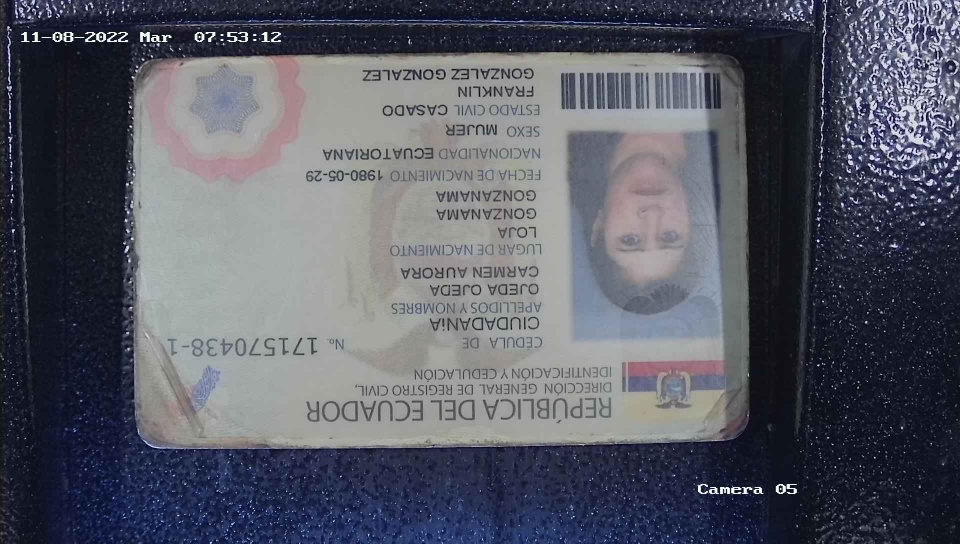 11-08-2022 Mar 07:53:12
REPÚBLICA DEL ECUADOR
DIRECCIÓN GENERAL DE REGISTRO CIVIL,
IDENTIFICACIÓN Y CEDULACIÓN
CÉDULA DE No. 171570438-1
CIUDADANíA
APELLIDOS Y NOMBRES
OJEDA OJEDA
CARMEN AURORA
LUGAR DE NACIMIENTO
LOJA
GONZANAMA
GONZANAMA
FECHA DE NACIMIENTO 1980-05-29
NACIONALIDAD ECUATORIANA
SEXO MUJER
ESTADO CIVIL CASADO
FRANKLIN
GONZALEZ GONZALEZ
Camera 05